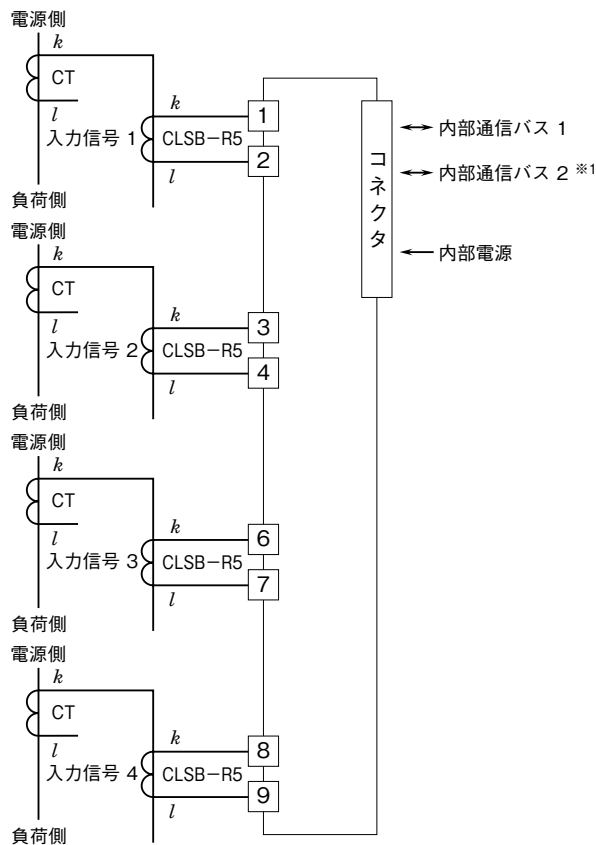 電源側
k
CT
l
入力信号 1
k
CLSB−R5
l
1
2
負荷側
電源側
k
CT
l
入力信号 2
k
CLSB−R5
l
3
4
負荷側
電源側
k
CT
l
入力信号 3
k
CLSB−R5
l
6
7
負荷側
電源側
k
CT
l
入力信号 4
k
CLSB−R5
l
8
9
負荷側
コネクタ
内部通信バス 1
内部通信バス 2 ※1
内部電源